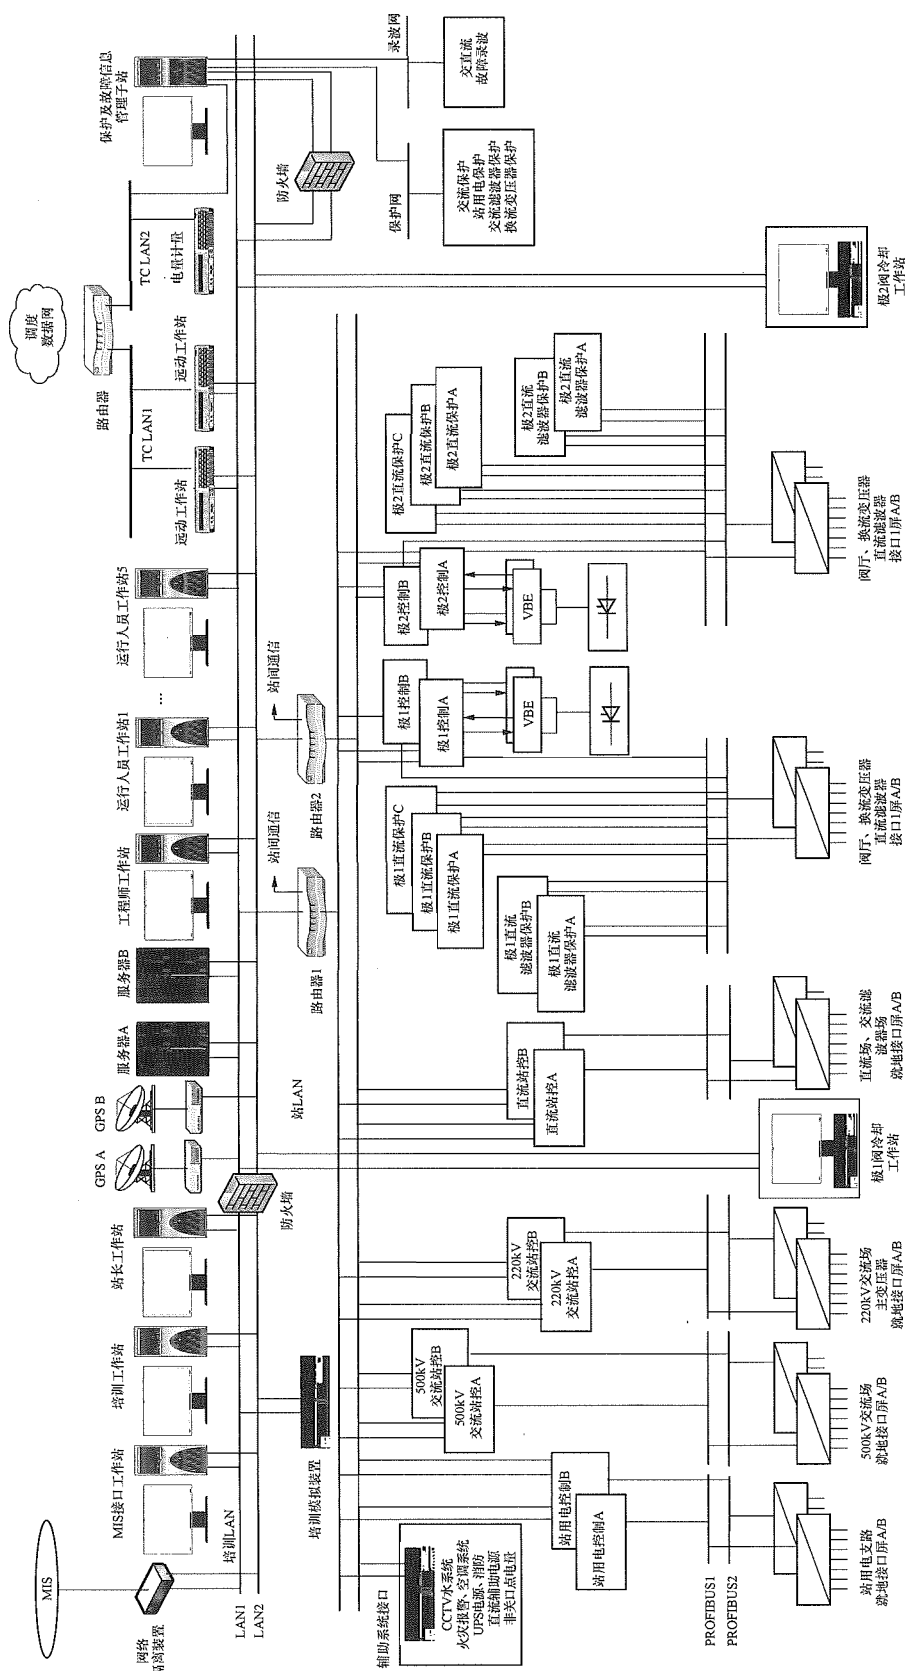 MIS
网络
隔离装置
MIS接口工作站
培训工作站
站长工作站
GPS A
GPS B
服务器A
服务器B
工程师工作站
运行人员工作站1
…
运行人员工作站5
远动工作站
远动工作站
TC LAN1
路由器
调度
数据网
TC LAN2
电量计量
保护及故障信息
管理子站
培训LAN
LAN1
LAN2
防火墙
站LAN
培训模拟装置
路由器1
站间通信
路由器2
站间通信
防火墙
保护网
录波网
交流保护
站用电保护
交流滤波器保护
换流变压器保护
交直流
故障录波
辅助系统接口
CCTV水系统
火灾报警、空调系统
UPS电源、消防
直流辅助电源
非关口点电量
站用电控制B
站用电控制A
500kV
交流站控B
500kV
交流站控A
220kV
交流站控B
220kV
交流站控A
直流站控B
直流站控A
极1直流
滤波器保护B
极1直流
滤波器保护A
极1直流保护C
极1直流保护B
极1直流保护A
极1控制B
极1控制A
VBE
极2控制B
极2控制A
VBE
极2直流保护C
极2直流保护B
极2直流保护A
极2直流
滤波器保护B
极2直流
滤波器保护A
PROFIBUS1
PROFIBUS2
站用电支路
就地接口屏A/B
500kV交流场
就地接口屏A/B
220kV交流场
主变压器
就地接口屏A/B
极1阀冷却
工作站
直流场、交流滤
波器场
就地接口屏A/B
阀厅、换流变压器
直流滤波器
接口1屏A/B
阀厅、换流变压器
直流滤波器
接口1屏A/B
极2阀冷却
工作站